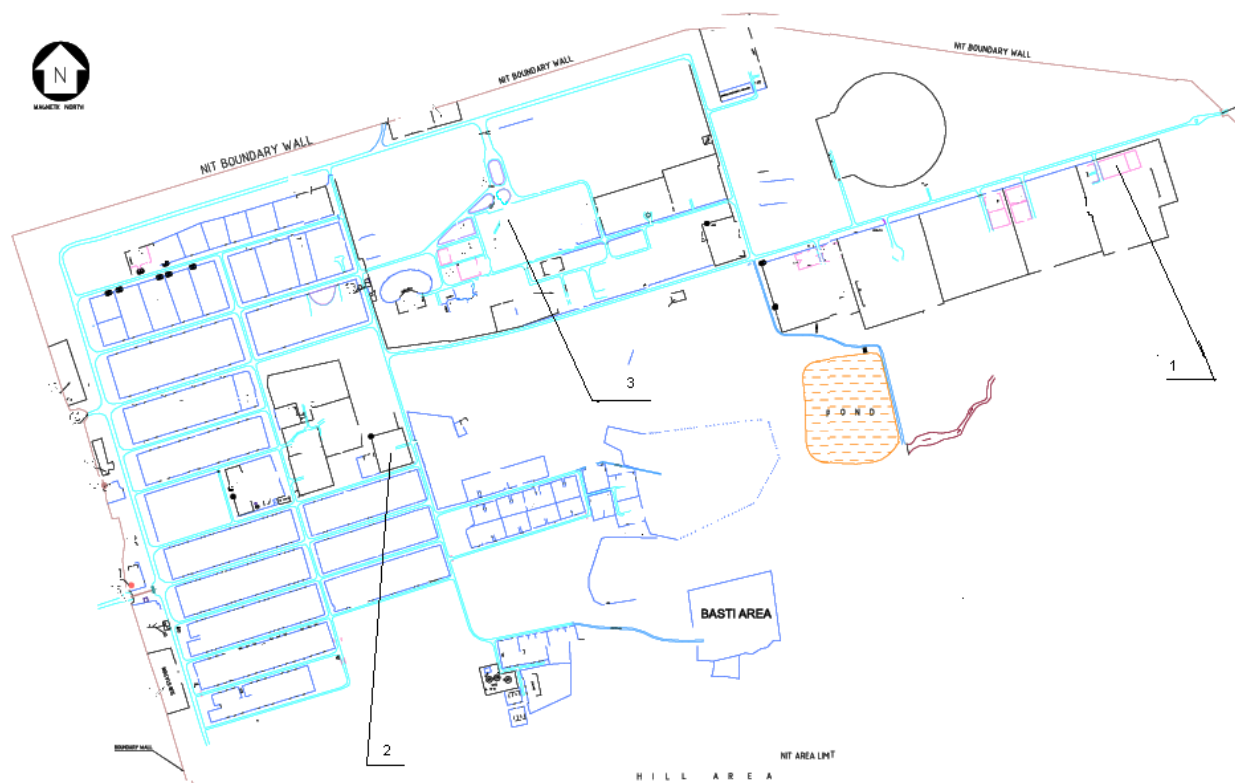 NIT BOUNDARY WALL
N
MAGNETIC NORTH
NIT BOUNDARY WALL
NIT BOUNDARY WALL
1
3
POND
BASTI AREA
2
BOUNDARY WALL
NIT AREA LIMIT
HILL AREA